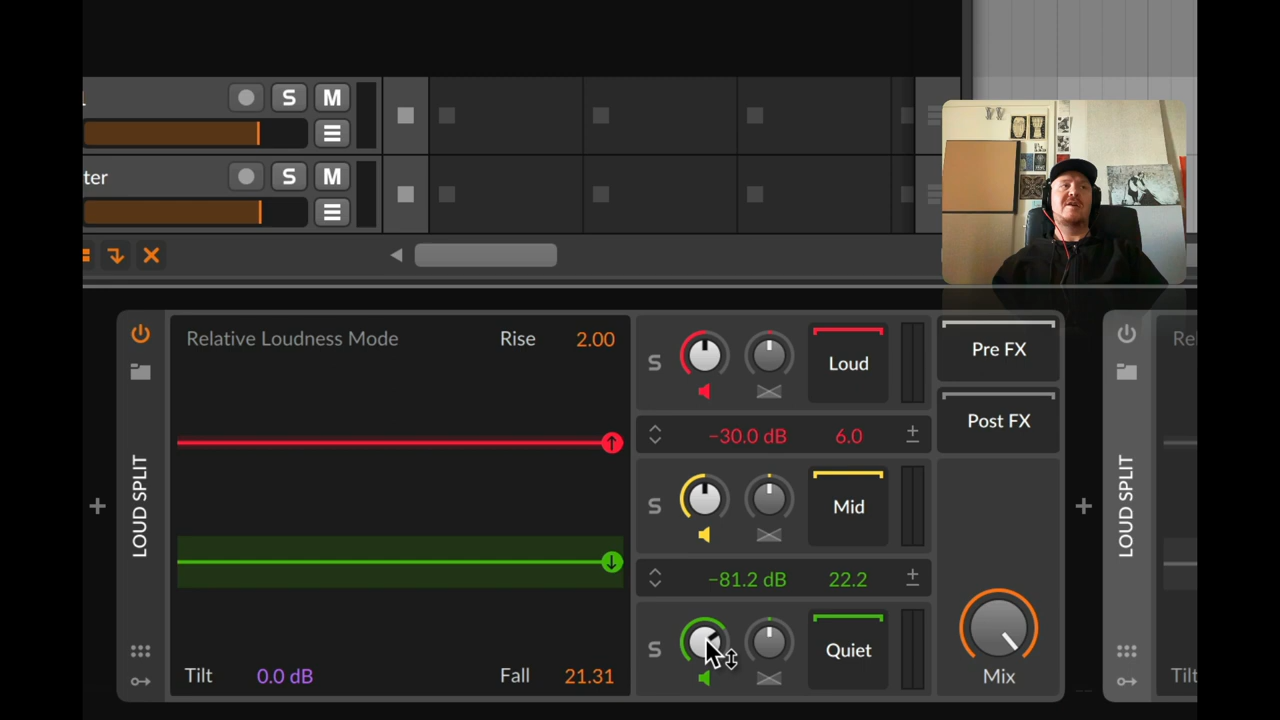 S M
ter
S M
LOUD SPLIT
Relative Loudness Mode
Rise 2.00
Tilt 0.0 dB
Fall 21.31
S
Loud
−30.0 dB 6.0
S
Mid
−81.2 dB 22.2
S
Quiet
Pre FX
Post FX
Mix
LOUD SPLIT
Re
Tilt